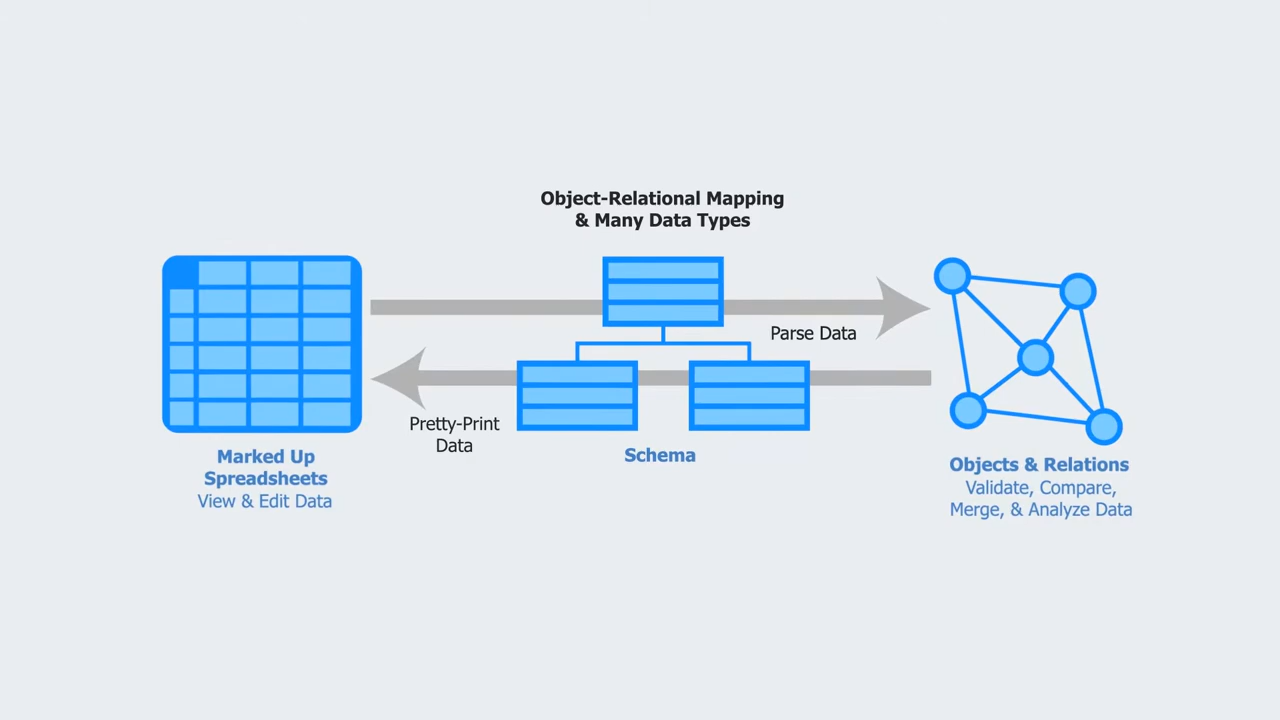 Object-Relational Mapping
& Many Data Types
Parse Data
Pretty-Print
Data
Marked Up
Spreadsheets
View & Edit Data
Schema
Objects & Relations
Validate, Compare,
Merge, & Analyze Data